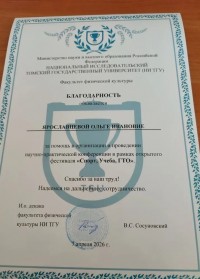 Министерство науки и высшего образования Российской
Федерации
НАЦИОНАЛЬНЫЙ ИССЛЕДОВАТЕЛЬСКИЙ
ТОМСКИЙ ГОСУДАРСТВЕННЫЙ УНИВЕРСИТЕТ (НИ ТГУ)
Факультет физической культуры
БЛАГОДАРНОСТЬ
ЯРОСЛАВЦЕВОЙ ОЛЬГЕ ИВАНОВНЕ
за помощь в организации и проведении
научно-практической конференции в рамках открытого
фестиваля «Спорт, Учеба, ГТО».
Спасибо за ваш труд!
Надеемся на дальнейшее сотрудничество.
И.о. декана
факультета физической
культуры НИ ТГУ
В.С. Сосуновский
апреля 2026 г.